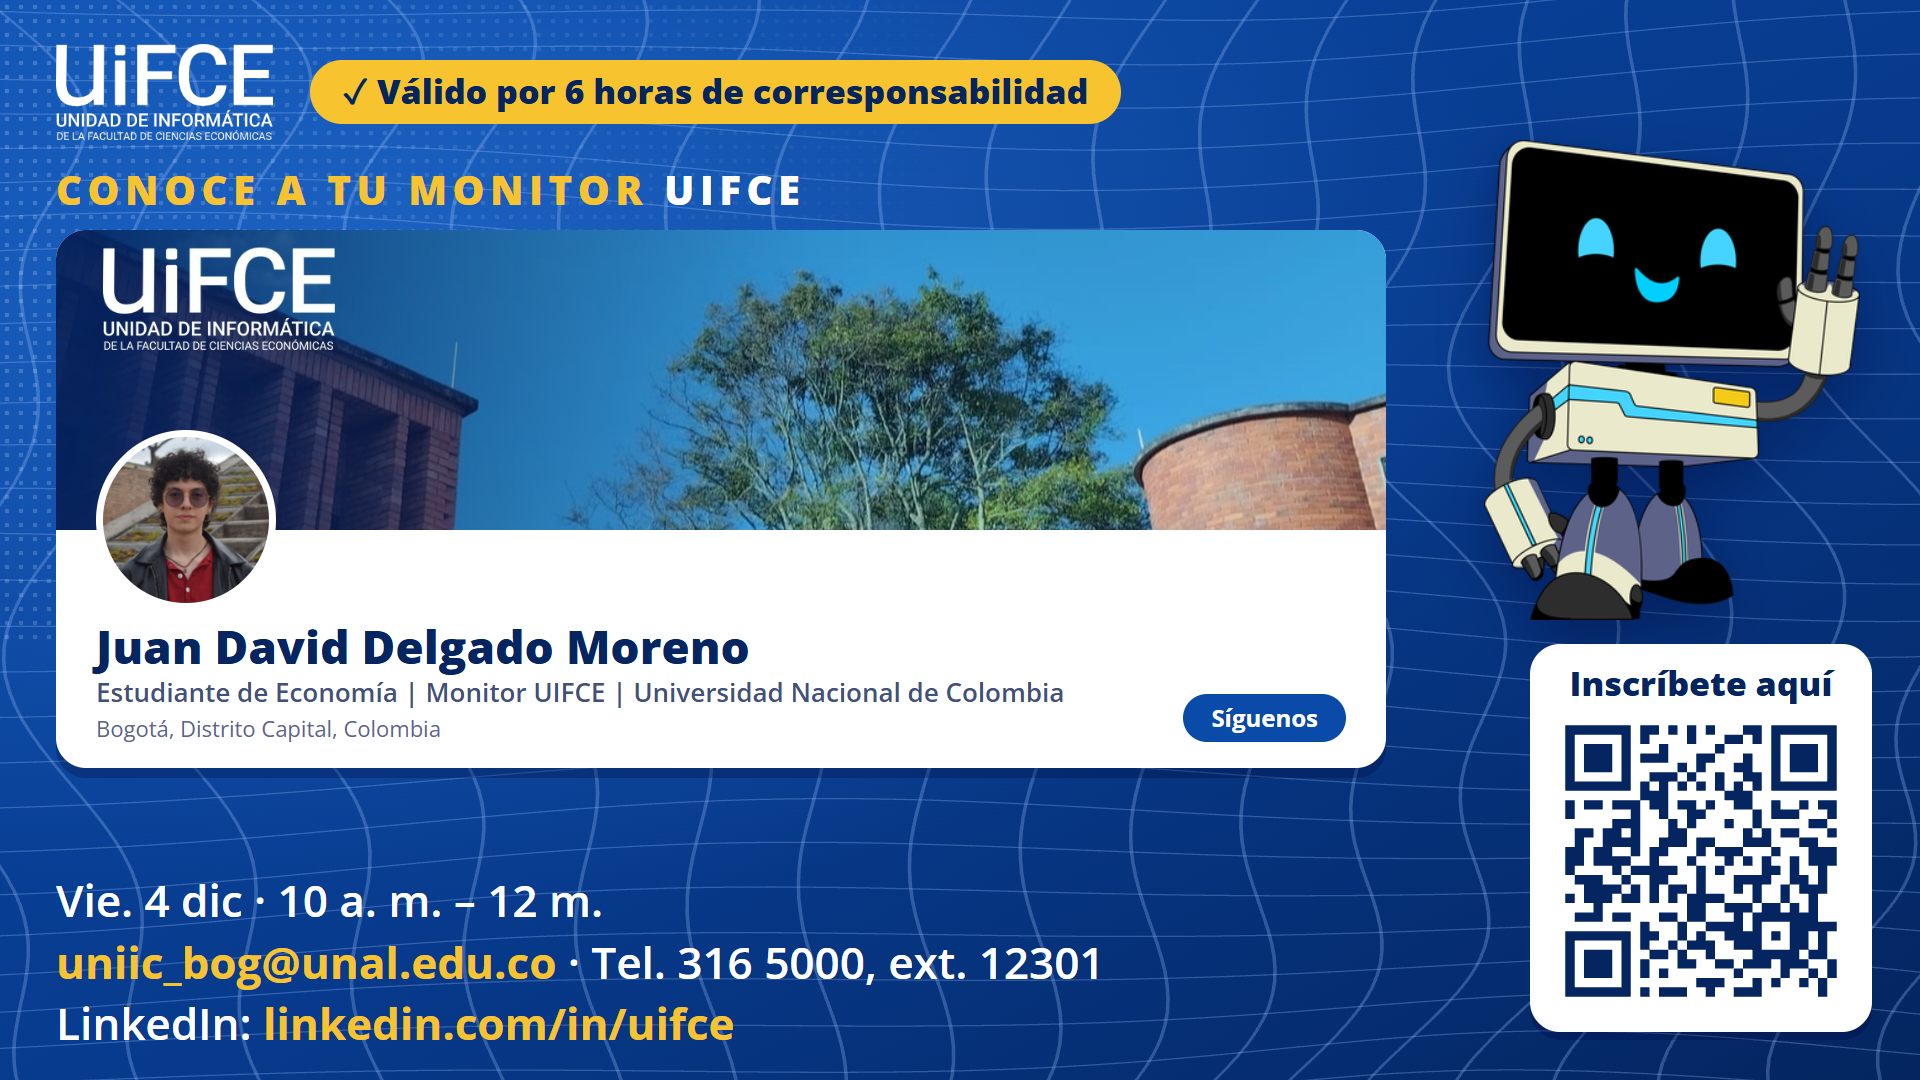 UiFCE
UNIDAD DE INFORMÁTICA
DE LA FACULTAD DE CIENCIAS ECONÓMICAS
✓ Válido por 6 horas de corresponsabilidad
CONOCE A TU MONITOR UIFCE
UiFCE
UNIDAD DE INFORMÁTICA
DE LA FACULTAD DE CIENCIAS ECONÓMICAS
Juan David Delgado Moreno
Estudiante de Economía | Monitor UIFCE | Universidad Nacional de Colombia
Bogotá, Distrito Capital, Colombia
Síguenos
Inscríbete aquí
Vie. 4 dic · 10 a. m. – 12 m.
uniic_bog@unal.edu.co · Tel. 316 5000, ext. 12301
LinkedIn: linkedin.com/in/uifce